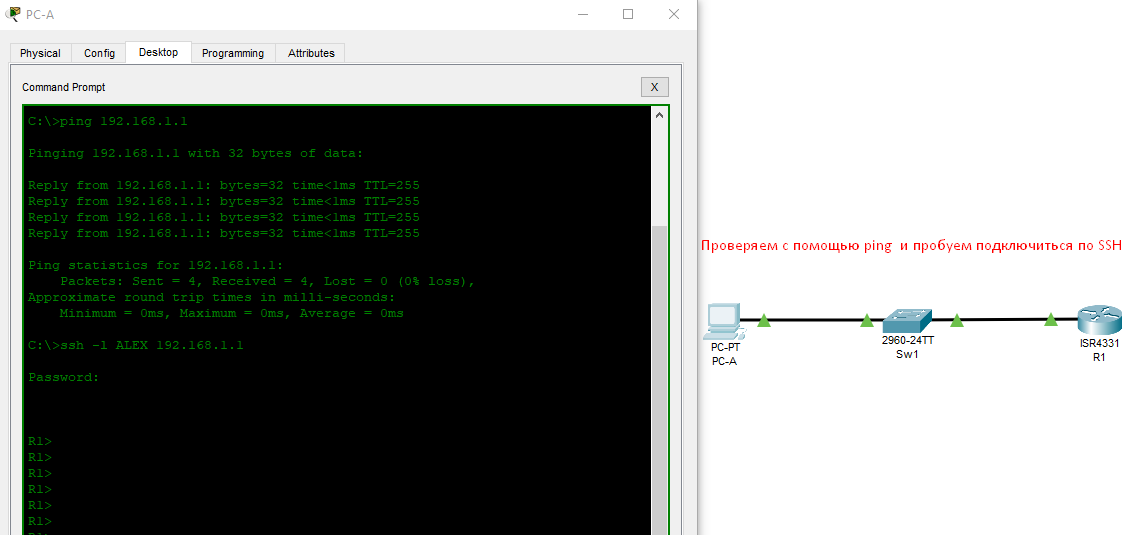 PC-A
Physical Config Desktop Programming Attributes
Command Prompt X
C:\>ping 192.168.1.1
Pinging 192.168.1.1 with 32 bytes of data:
Reply from 192.168.1.1: bytes=32 time<1ms TTL=255
Reply from 192.168.1.1: bytes=32 time<1ms TTL=255
Reply from 192.168.1.1: bytes=32 time<1ms TTL=255
Reply from 192.168.1.1: bytes=32 time<1ms TTL=255
Ping statistics for 192.168.1.1:
Packets: Sent = 4, Received = 4, Lost = 0 (0% loss),
Approximate round trip times in milli-seconds:
Minimum = 0ms, Maximum = 0ms, Average = 0ms
C:\>ssh -l ALEX 192.168.1.1
Password:
R1>
R1>
R1>
R1>
R1>
R1>
Проверяем с помощью ping и пробуем подключиться по SSH
PC-PT
PC-A
2960-24TT
Sw1
ISR4331
R1